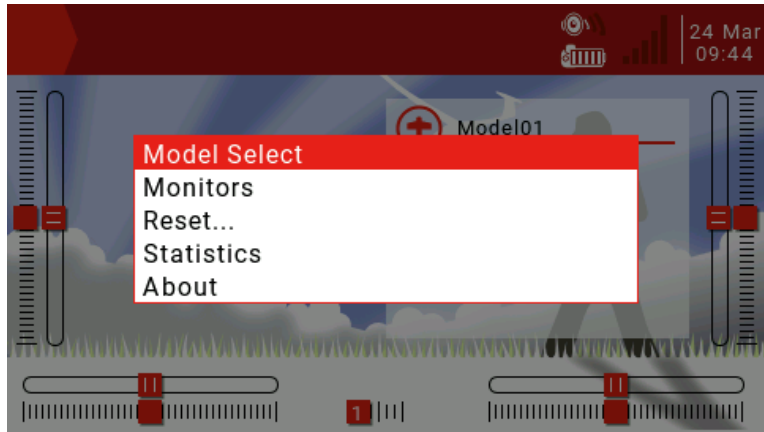 24 Mar
09:44
Model01
Model Select
Monitors
Reset...
Statistics
About
1